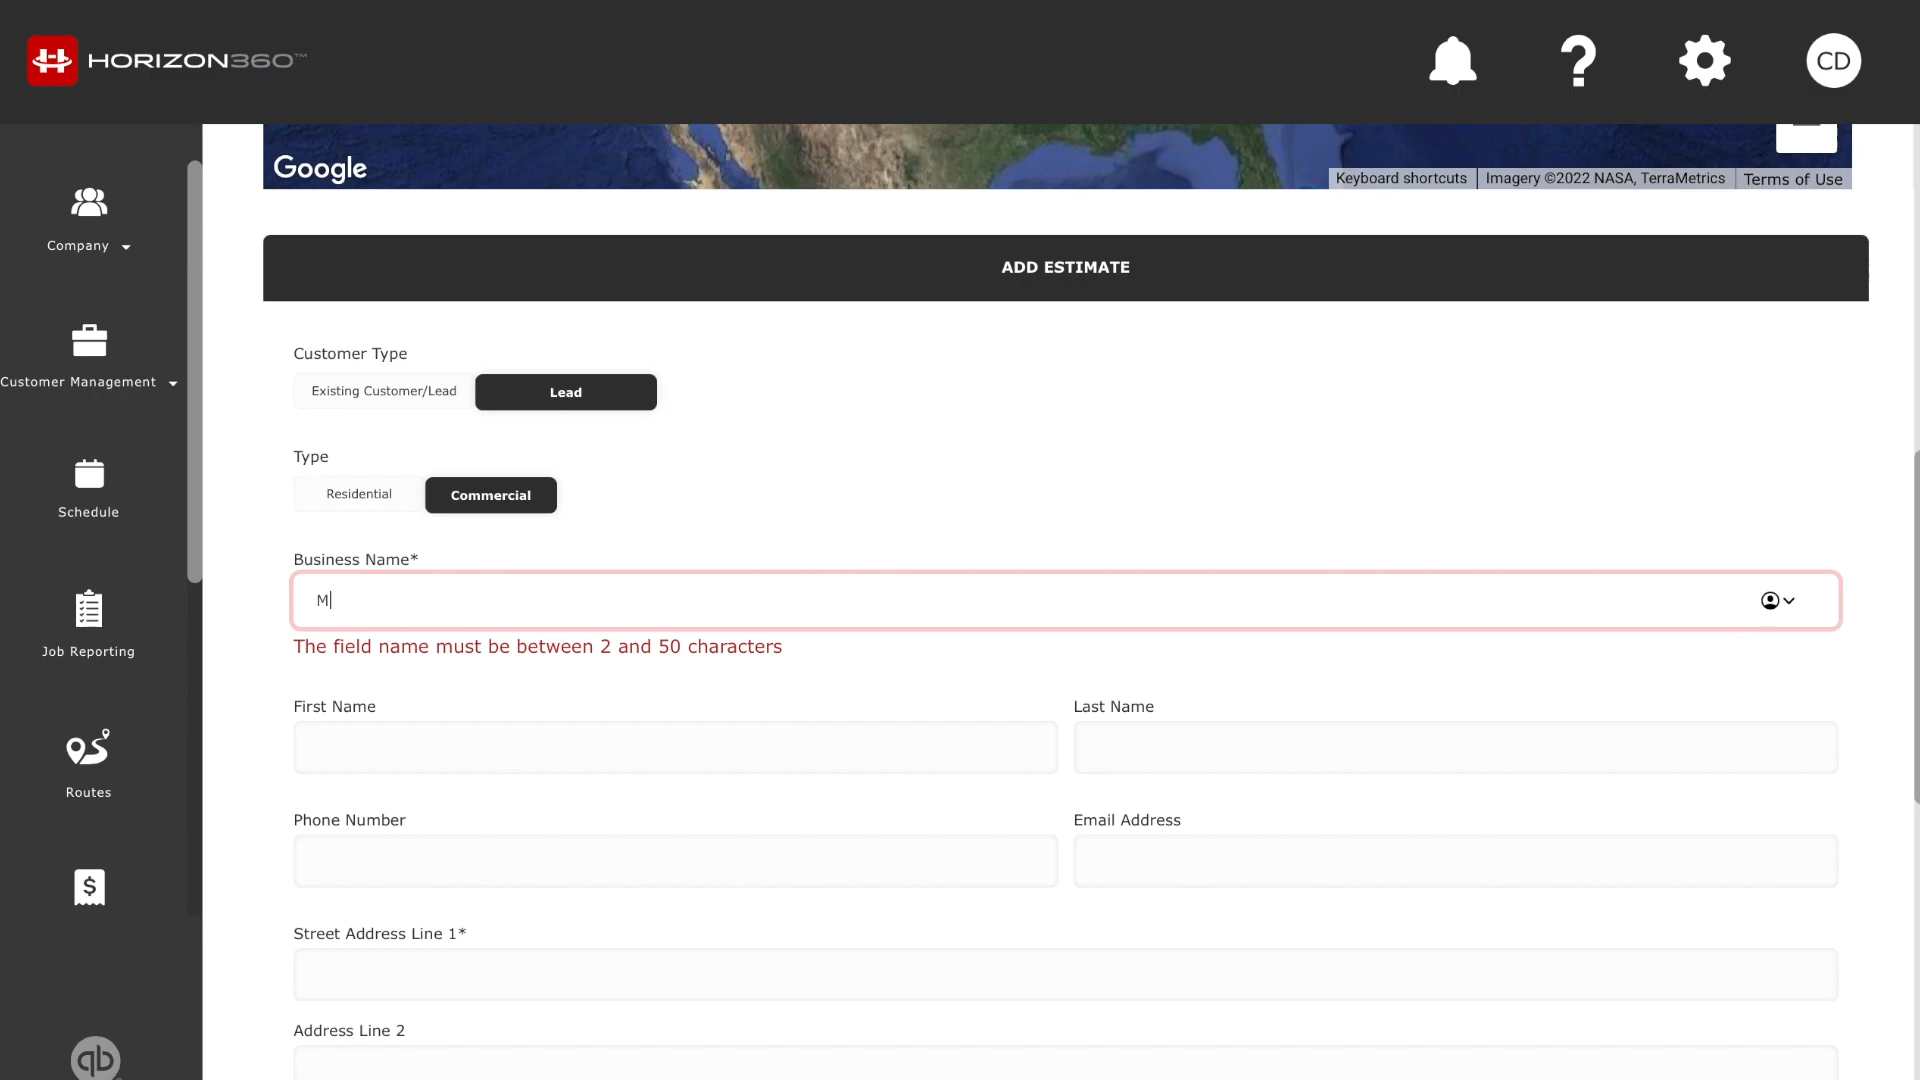 HORIZON360™
CD
Google
Keyboard shortcuts
Imagery ©2022 NASA, TerraMetrics
Terms of Use
Company
Customer Management
Schedule
Job Reporting
Routes
$
qb
ADD ESTIMATE
Customer Type
Existing Customer/Lead
Lead
Type
Residential
Commercial
Business Name*
M
The field name must be between 2 and 50 characters
First Name
Last Name
Phone Number
Email Address
Street Address Line 1*
Address Line 2